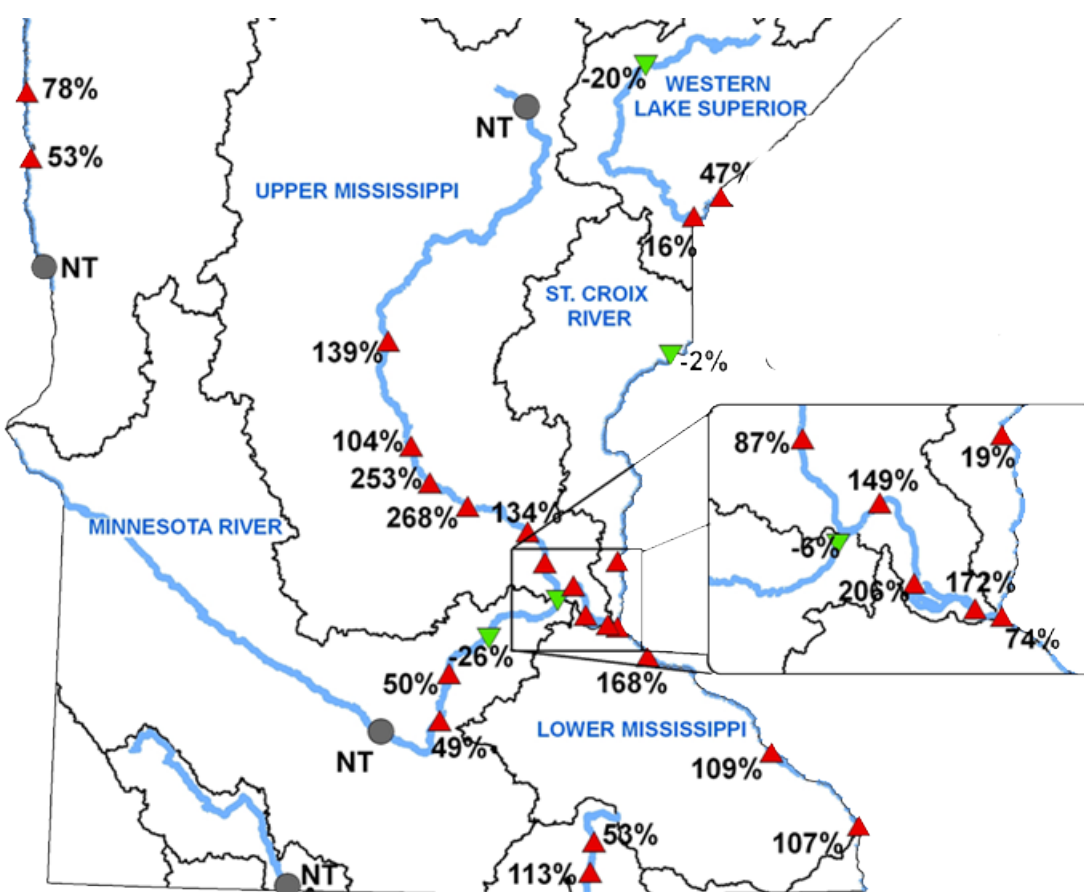 -20%
WESTERN
LAKE SUPERIOR
78%
NT
53%
47%
UPPER MISSISSIPPI
16%
NT
ST. CROIX
RIVER
139%
-2%
104%
87%
19%
253%
149%
268%
134%
MINNESOTA RIVER
-6%
206%
172%
74%
-26%
50%
168%
49%
LOWER MISSISSIPPI
NT
109%
53%
107%
113%
NT